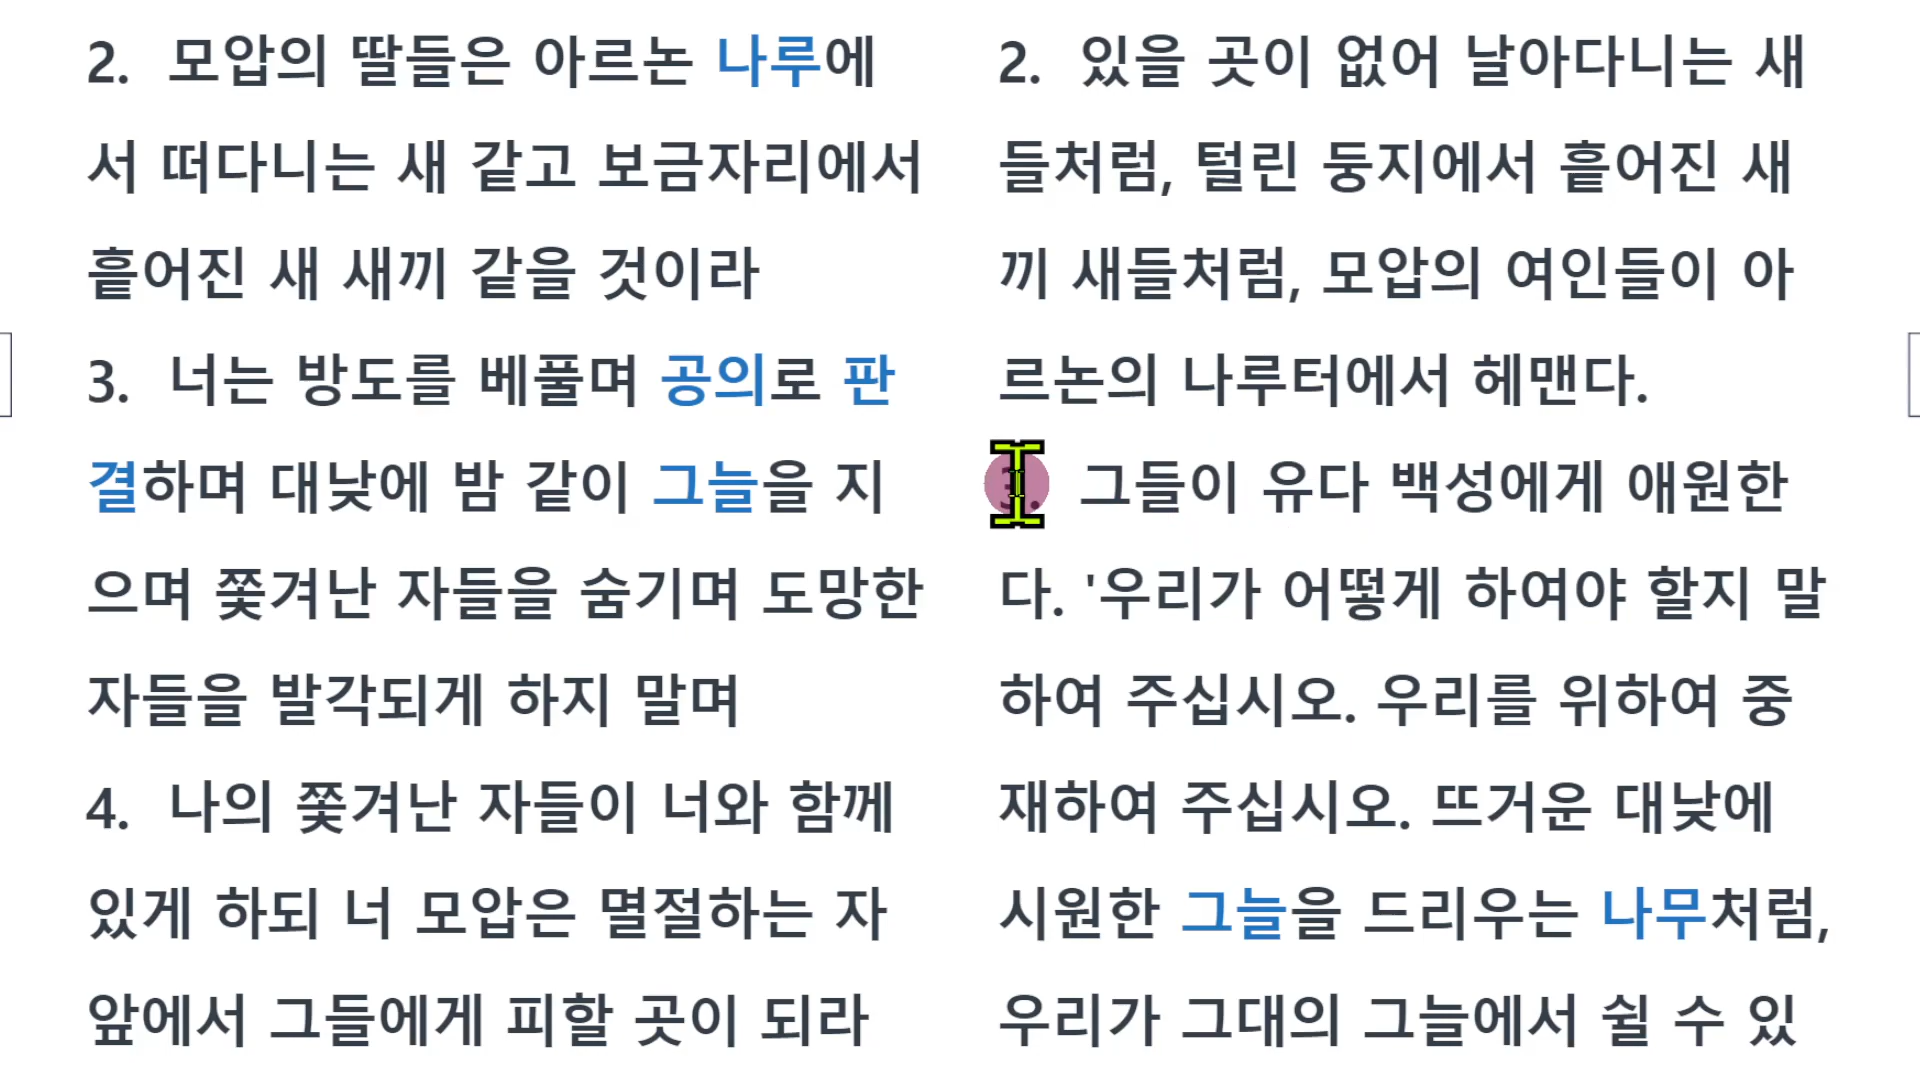 2. 모압의 딸들은 아르논 나루에
서 떠다니는 새 같고 보금자리에서
흩어진 새 새끼 같을 것이라
3. 너는 방도를 베풀며 공의로 판
결하며 대낮에 밤 같이 그늘을 지
으며 쫓겨난 자들을 숨기며 도망한
자들을 발각되게 하지 말며
4. 나의 쫓겨난 자들이 너와 함께
있게 하되 너 모압은 멸절하는 자
앞에서 그들에게 피할 곳이 되라
2. 있을 곳이 없어 날아다니는 새
들처럼, 털린 둥지에서 흩어진 새
끼 새들처럼, 모압의 여인들이 아
르논의 나루터에서 헤맨다.
3. 그들이 유다 백성에게 애원한
다. '우리가 어떻게 하여야 할지 말
하여 주십시오. 우리를 위하여 중
재하여 주십시오. 뜨거운 대낮에
시원한 그늘을 드리우는 나무처럼,
우리가 그대의 그늘에서 쉴 수 있